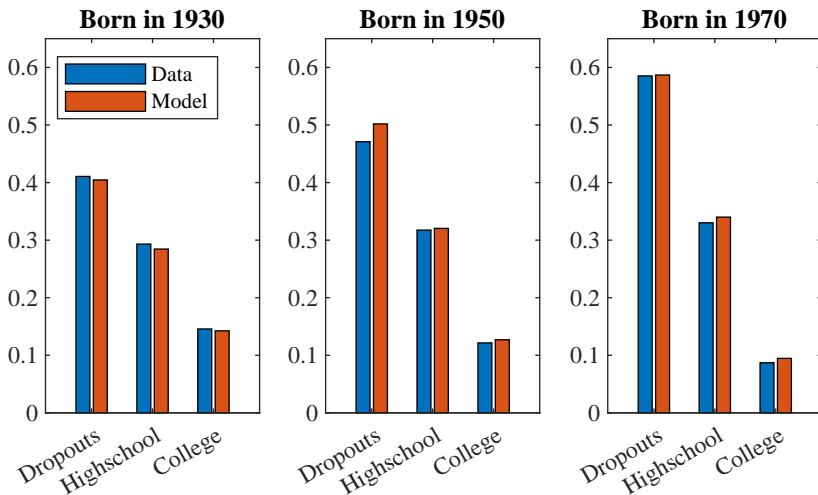 Born in 1930
0.6
0.5
0.4
0.3
0.2
0.1
0
Data
Model
Dropouts
Highschool
College
Born in 1950
0.6
0.5
0.4
0.3
0.2
0.1
0
Dropouts
Highschool
College
Born in 1970
0.6
0.5
0.4
0.3
0.2
0.1
0
Dropouts
Highschool
College